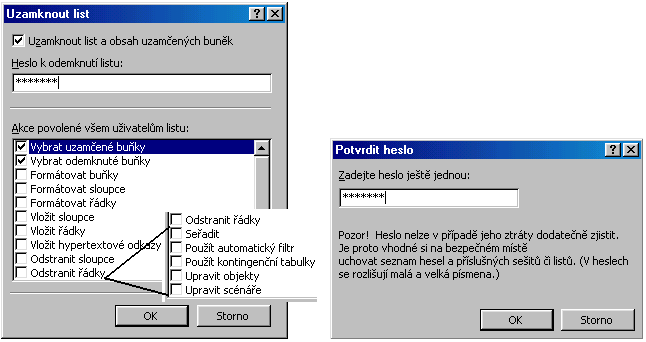 Uzamknout list
Uzamknout list a obsah uzamčených buněk
Heslo k odemknutí listu:
*******
Akce povolené všem uživatelům listu:
Vybrat uzamčené buňky
Vybrat odemknuté buňky
Formátovat buňky
Formátovat sloupce
Formátovat řádky
Vložit sloupce
Vložit řádky
Vložit hypertextové odkazy
Odstranit sloupce
Odstranit řádky
Odstranit řádky
Seřadit
Použít automatický filtr
Použít kontingenční tabulky
Upravit objekty
Upravit scénáře
OK
Storno
Potvrdit heslo
Zadejte heslo ještě jednou:
*******
Pozor! Heslo nelze v případě jeho ztráty dodatečně zjistit.
Je proto vhodné si na bezpečném místě
uchovat seznam hesel a příslušných sešitů či listů. (V heslech
se rozlišují malá a velká písmena.)
OK
Storno